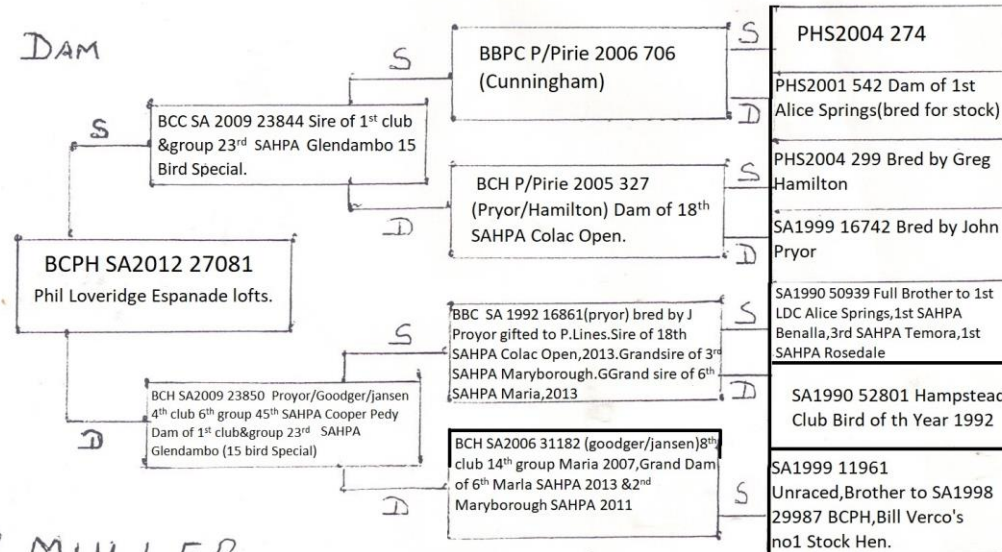 DAM
S
BCC SA 2009 23844 Sire of 1st club
&group 23rd SAHPA Glendambo 15
Bird Special.
BCPH SA2012 27081
Phil Loveridge Espanade lofts.
D
BCH SA2009 23850 Proyor/Goodger/jansen
4th club 6th group 45th SAHPA Cooper Pedy
Dam of 1st club&group 23rd SAHPA
Glendambo (15 bird Special)
S
BBPC P/Pirie 2006 706
(Cunningham)
D
BCH P/Pirie 2005 327
(Pryor/Hamilton) Dam of 18th
SAHPA Colac Open.
S
BBC SA 1992 16861(pryor) bred by J
Proyor gifted to P.Lines.Sire of 18th
SAHPA Colac Open,2013.Grandsire of 3rd
SAHPA Maryborough.GGrand sire of 6th
SAHPA Maria,2013
D
BCH SA2006 31182 (goodger/jansen)8th
club 14th group Maria 2007,Grand Dam
of 6th Marla SAHPA 2013 &2nd
Maryborough SAHPA 2011
S
PHS2004 274
D
PHS2001 542 Dam of 1st
Alice Springs(bred for stock)
S
PHS2004 299 Bred by Greg
Hamilton
D
SA1999 16742 Bred by John
Pryor
S
SA1990 50939 Full Brother to 1st
LDC Alice Springs,1st SAHPA
Benalla,3rd SAHPA Temora,1st
SAHPA Rosedale
D
SA1990 52801 Hampstead
Club Bird of th Year 1992
S
SA1999 11961
Unraced,Brother to SA1998
29987 BCPH,Bill Verco's
no1 Stock Hen.